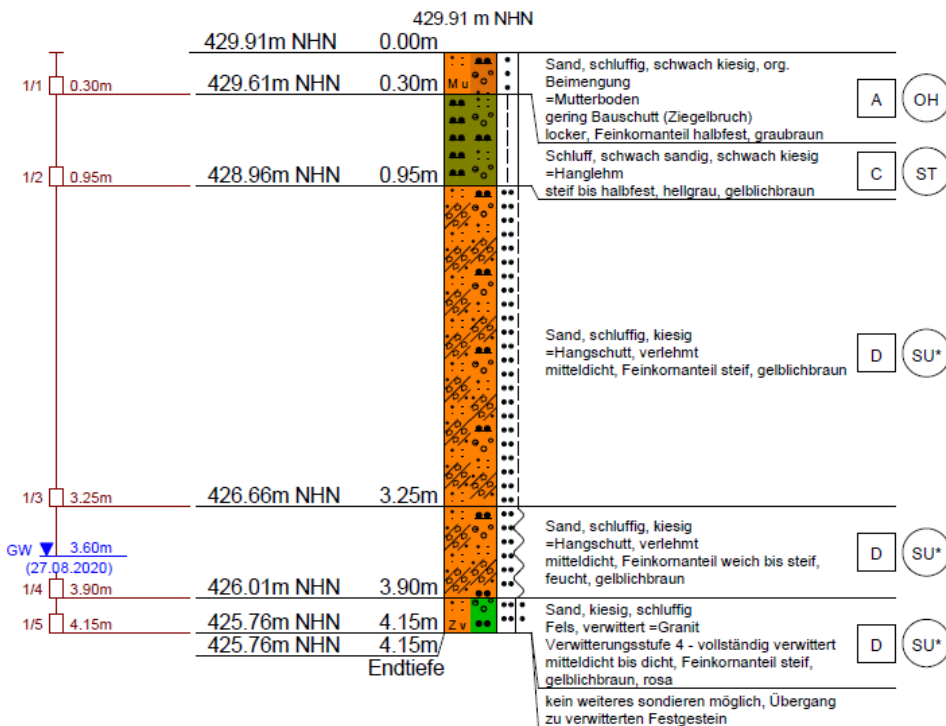 429.91 m NHN
429.91m NHN 0.00m
1/1 0.30m
429.61m NHN 0.30m
Mu
Sand, schluffig, schwach kiesig, org.
Beimengung
=Mutterboden
gering Bauschutt (Ziegelbruch)
locker, Feinkornanteil halbfest, graubraun
A OH
1/2 0.95m
428.96m NHN 0.95m
Schluff, schwach sandig, schwach kiesig
=Hanglehm
steif bis halbfest, hellgrau, gelblichbraun
C ST
Sand, schluffig, kiesig
=Hangschutt, verlehmt
mitteldicht, Feinkornanteil steif, gelblichbraun
D SU*
1/3 3.25m
426.66m NHN 3.25m
GW 3.60m
(27.08.2020)
Sand, schluffig, kiesig
=Hangschutt, verlehmt
mitteldicht, Feinkornanteil weich bis steif,
feucht, gelblichbraun
D SU*
1/4 3.90m
426.01m NHN 3.90m
1/5 4.15m
425.76m NHN 4.15m
Zv
425.76m NHN 4.15m
Endtiefe
Sand, kiesig, schluffig
Fels, verwittert =Granit
Verwitterungsstufe 4 - vollständig verwittert
mitteldicht bis dicht, Feinkornanteil steif,
gelblichbraun, rosa
D SU*
kein weiteres sondieren möglich, Übergang
zu verwitterten Festgestein